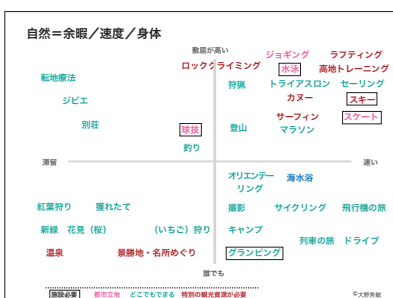 自然＝余暇／速度／身体
敷居が高い
ジョギング ラフティング
ロッククライミング 水泳 高地トレーニング
転地療法 狩猟 トライアスロン セーリング
ジビエ カヌー スキー
サーフィン スケート
別荘 球技 登山 マラソン
釣り
滞留 速い
オリエンテー
リング 海水浴
紅葉狩り 獲れたて 撮影 サイクリング 飛行機の旅
新緑 花見（桜） （いちご）狩り キャンプ
列車の旅 ドライブ
温泉 景勝地・名所めぐり グランピング
誰でも
施設必要 都市立地 どこでもできる 特別の観光資源が必要
©大野秀敏